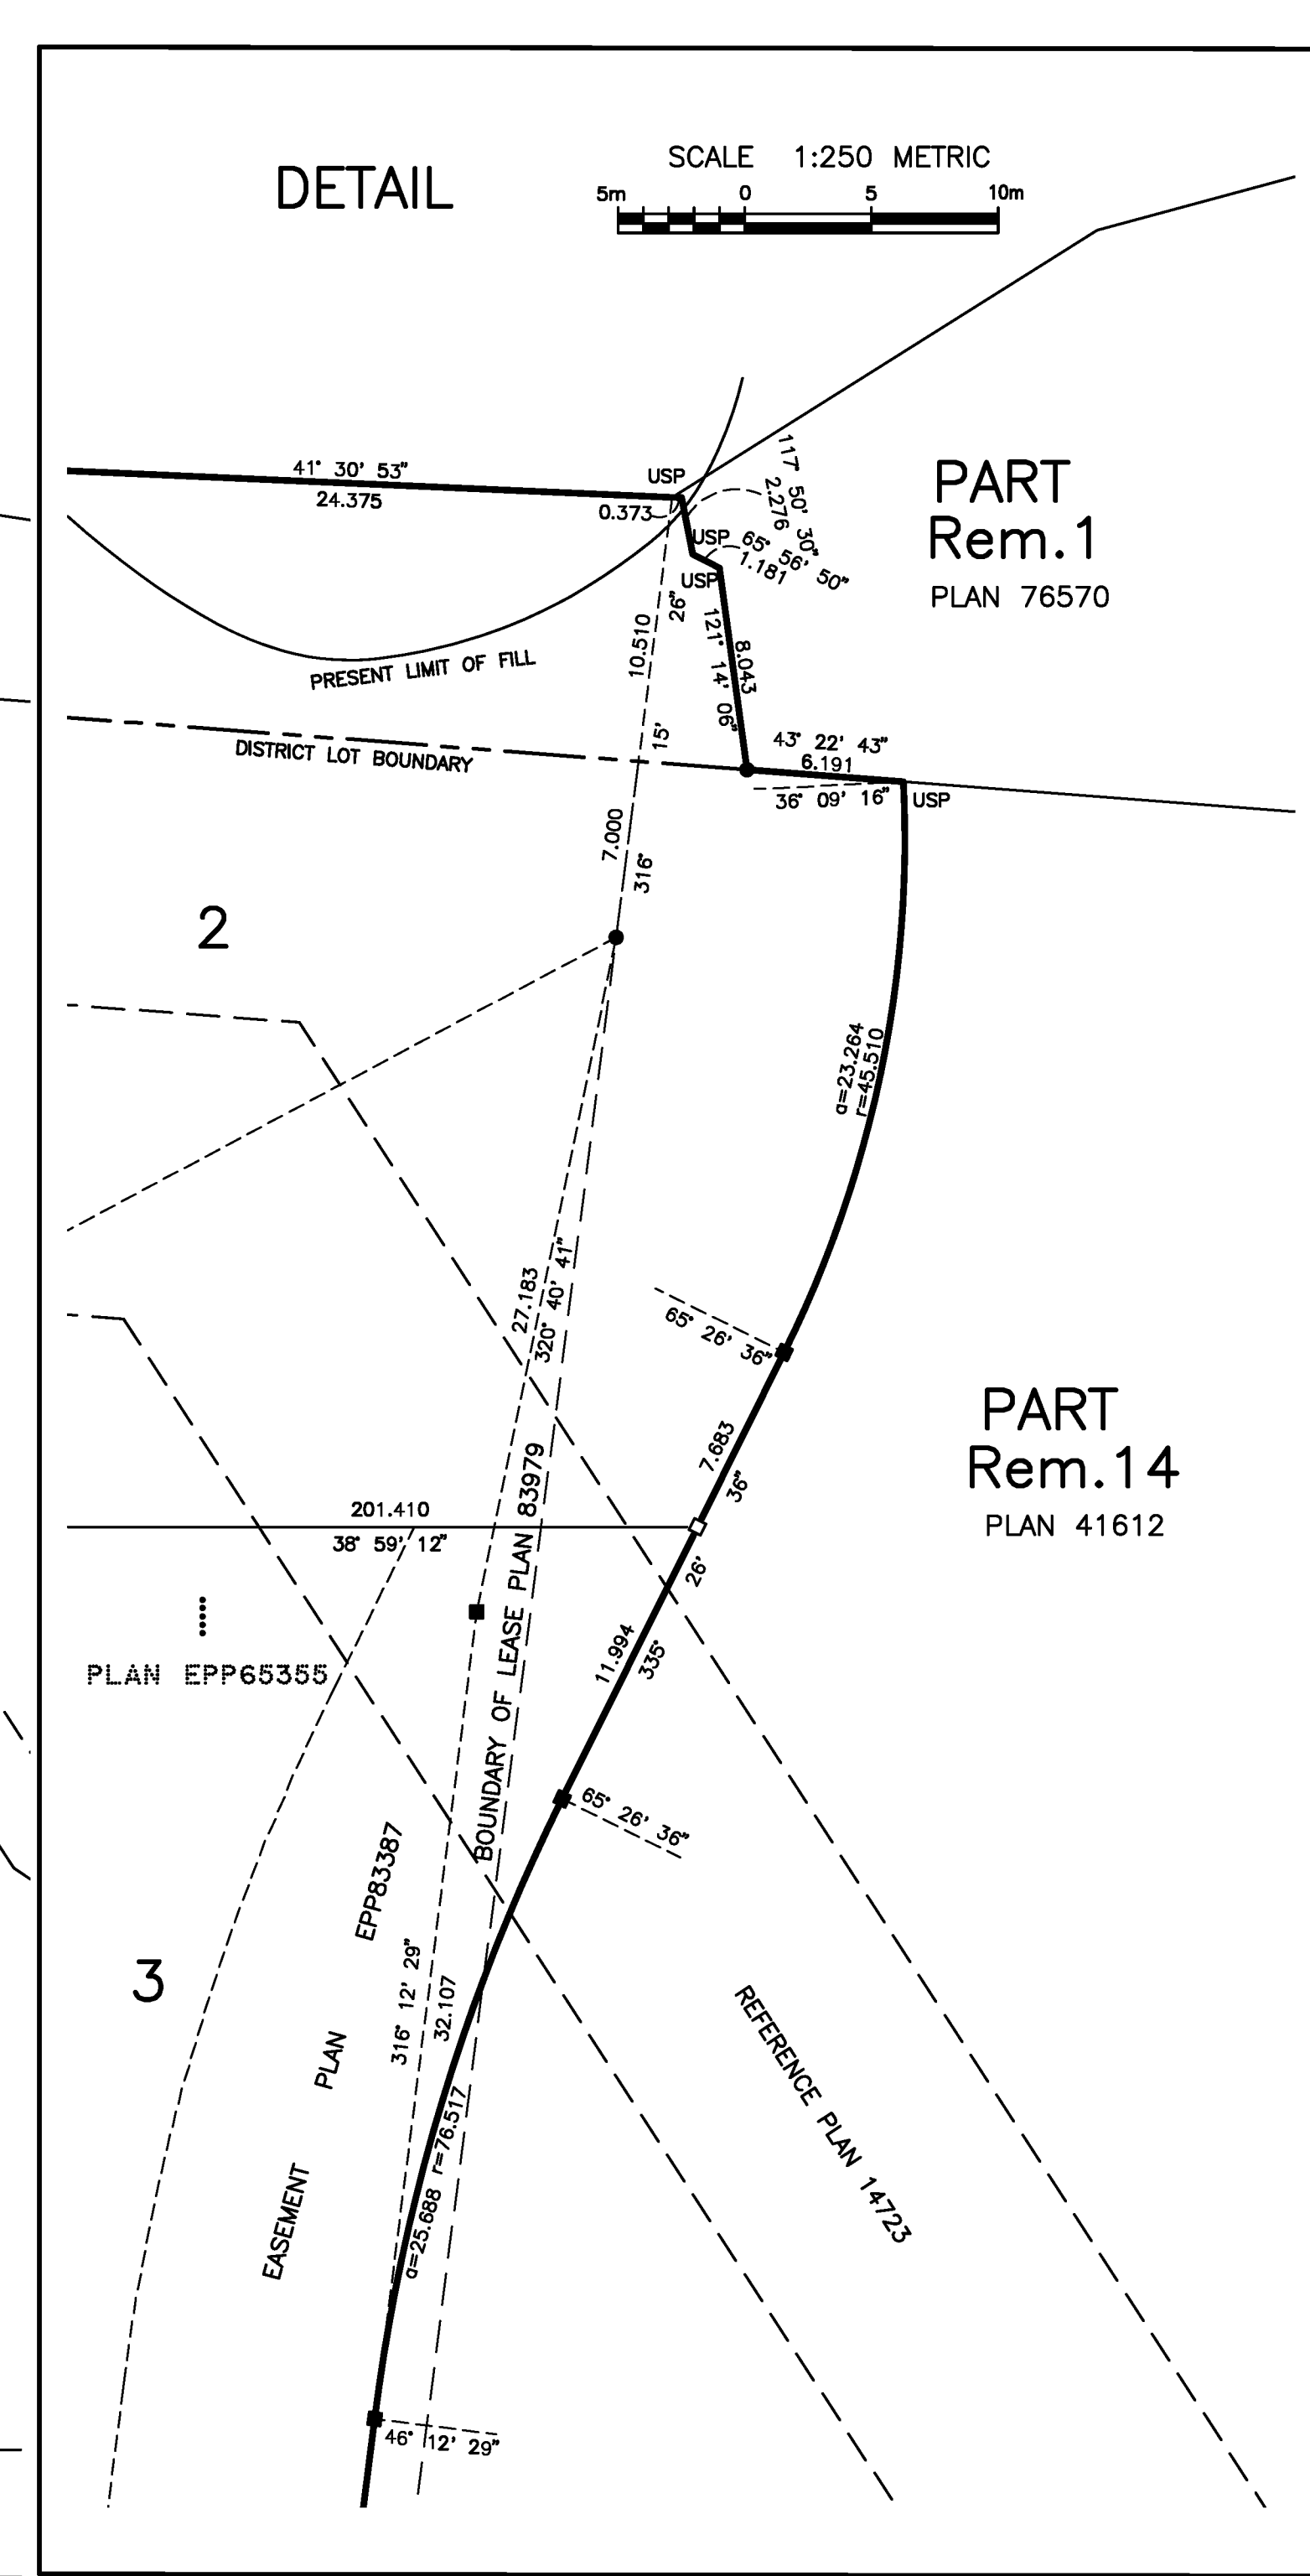 DETAIL
SCALE 1:250 METRIC
5m 0 5 10m
41° 30' 53"
24.375
USP
0.373
117° 50' 30"
2.276
USP
65° 56' 50"
1.181
USP
PART
Rem.1
PLAN 76570
10.510
26"
121° 14' 06"
8.043
PRESENT LIMIT OF FILL
DISTRICT LOT BOUNDARY
15'
43° 22' 43"
6.191
36° 09' 16"
USP
7.000
316°
2
a=23.264
r=45.510
27.183
320° 40' 41"
65° 26' 36"
7.683
36"
PART
Rem.14
PLAN 41612
201.410
38° 59' 12"
BOUNDARY OF LEASE PLAN 83979
26'
11.994
335°
PLAN EPP65355
65° 26' 36"
EASEMENT PLAN EPP83387
316° 12' 29"
32.107
3
REFERENCE PLAN 14723
a=25.688 r=76.517
46° 12' 29"